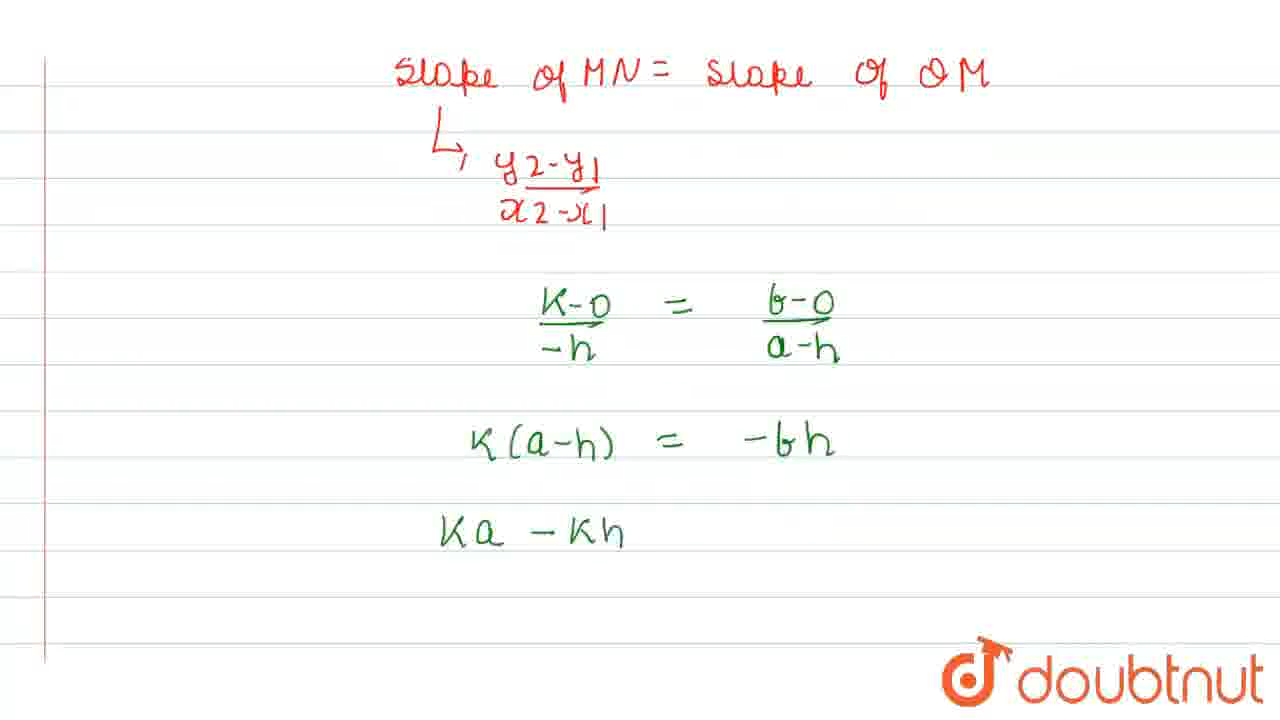 slope of MN = slope of OM
↳, y2-y1
x2-x1
K-0 = b-0
-h a-h
K(a-h) = -bh
Ka - Kh
doubtnut